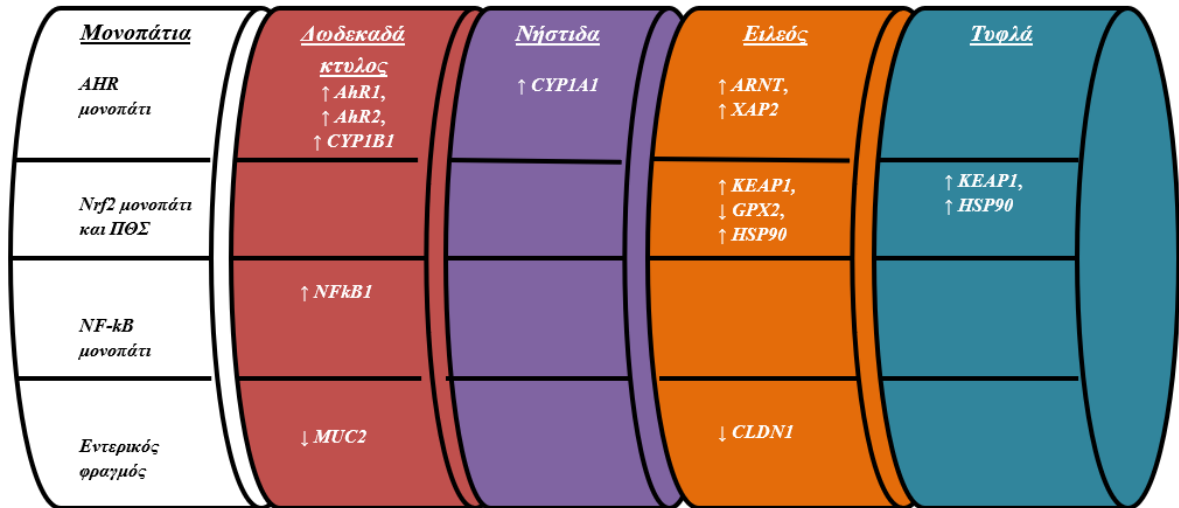 Μονοπάτια
AHR
μονοπάτι
Nrf2 μονοπάτι
και ΠΘΣ
NF-kB
μονοπάτι
Εντερικός
φραγμός
Δωδεκαδά
κτυλος
↑ AhR1,
↑ AhR2,
↑ CYP1B1
↑ NFkB1
↓ MUC2
Νήστιδα
↑ CYP1A1
Ειλεός
↑ ARNT,
↑ XAP2
↑ KEAP1,
↓ GPX2,
↑ HSP90
↓ CLDN1
Τυφλά
↑ KEAP1,
↑ HSP90